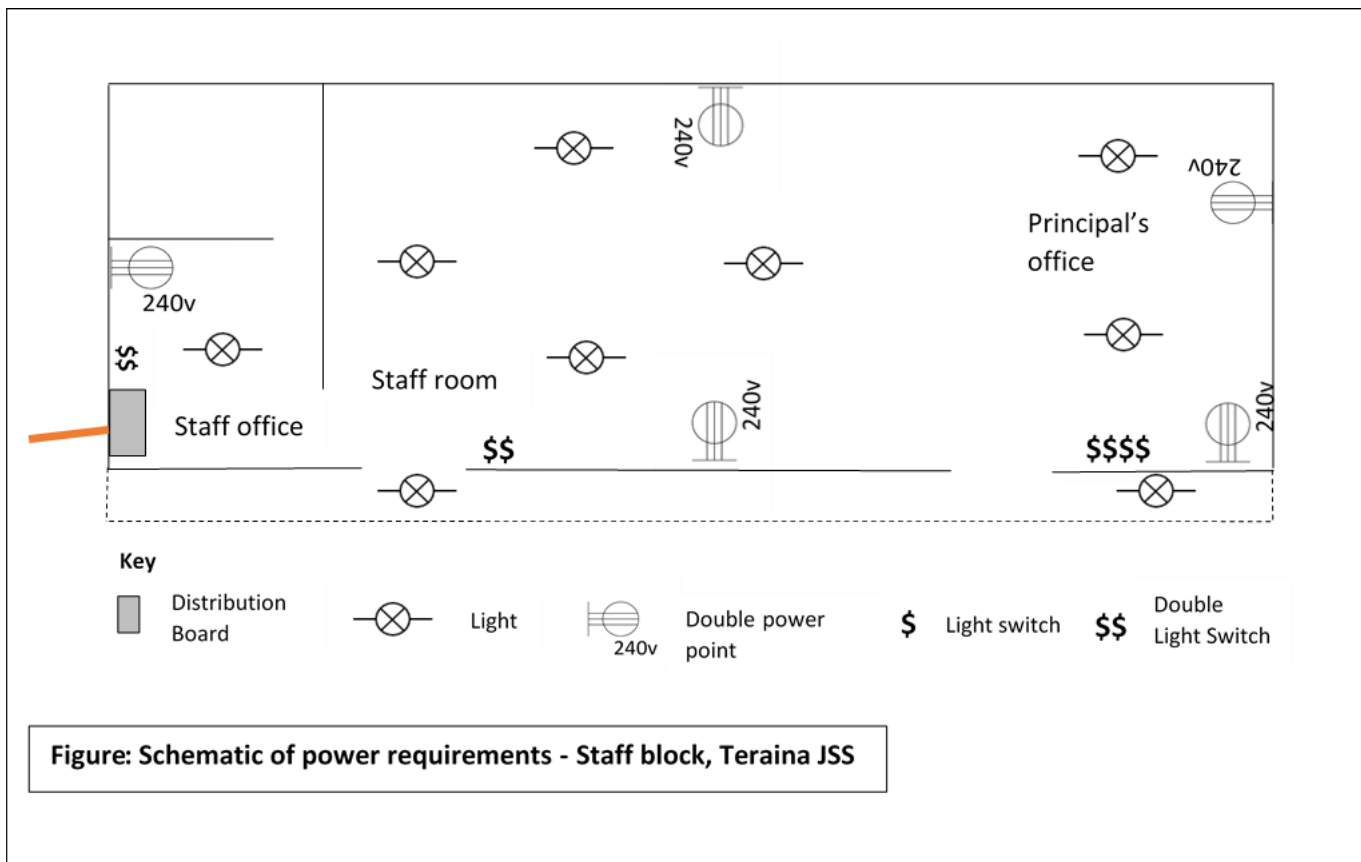 240v
240v
Principal's
office
240v
$$
Staff room
240v
240v
Staff office
$$
$$$$
Key
Distribution
Board
Light
240v
Double power
point
$
Light switch
$$
Double
Light Switch
Figure: Schematic of power requirements - Staff block, Teraina JSS